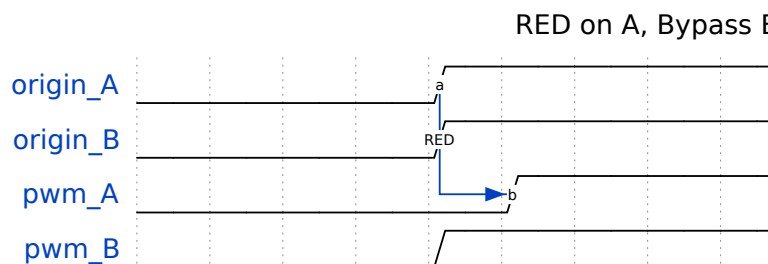 RED on A, Bypass
origin_A
a
origin_B
RED
pwm_A
b
pwm_B